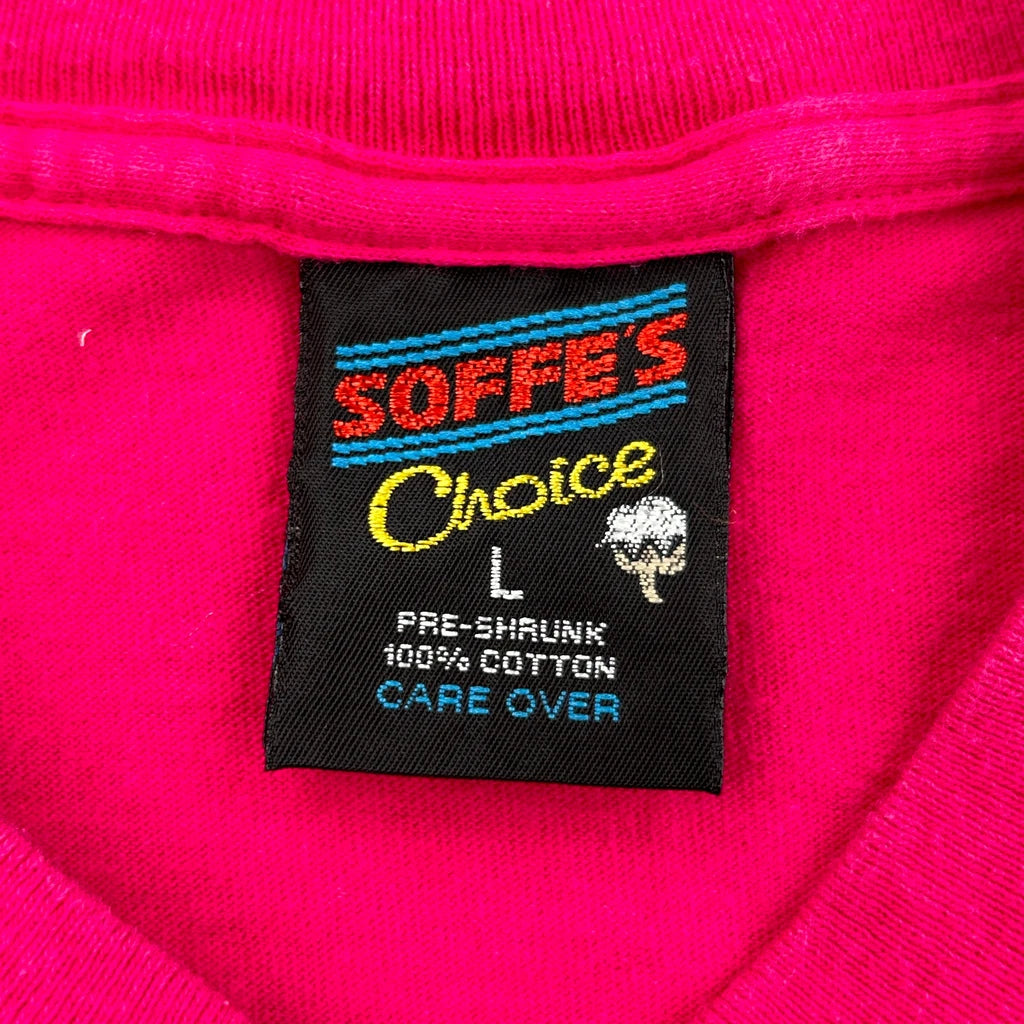 SOFFE'S
Choice
L
PRE-SHRUNK
100% COTTON
CARE OVER